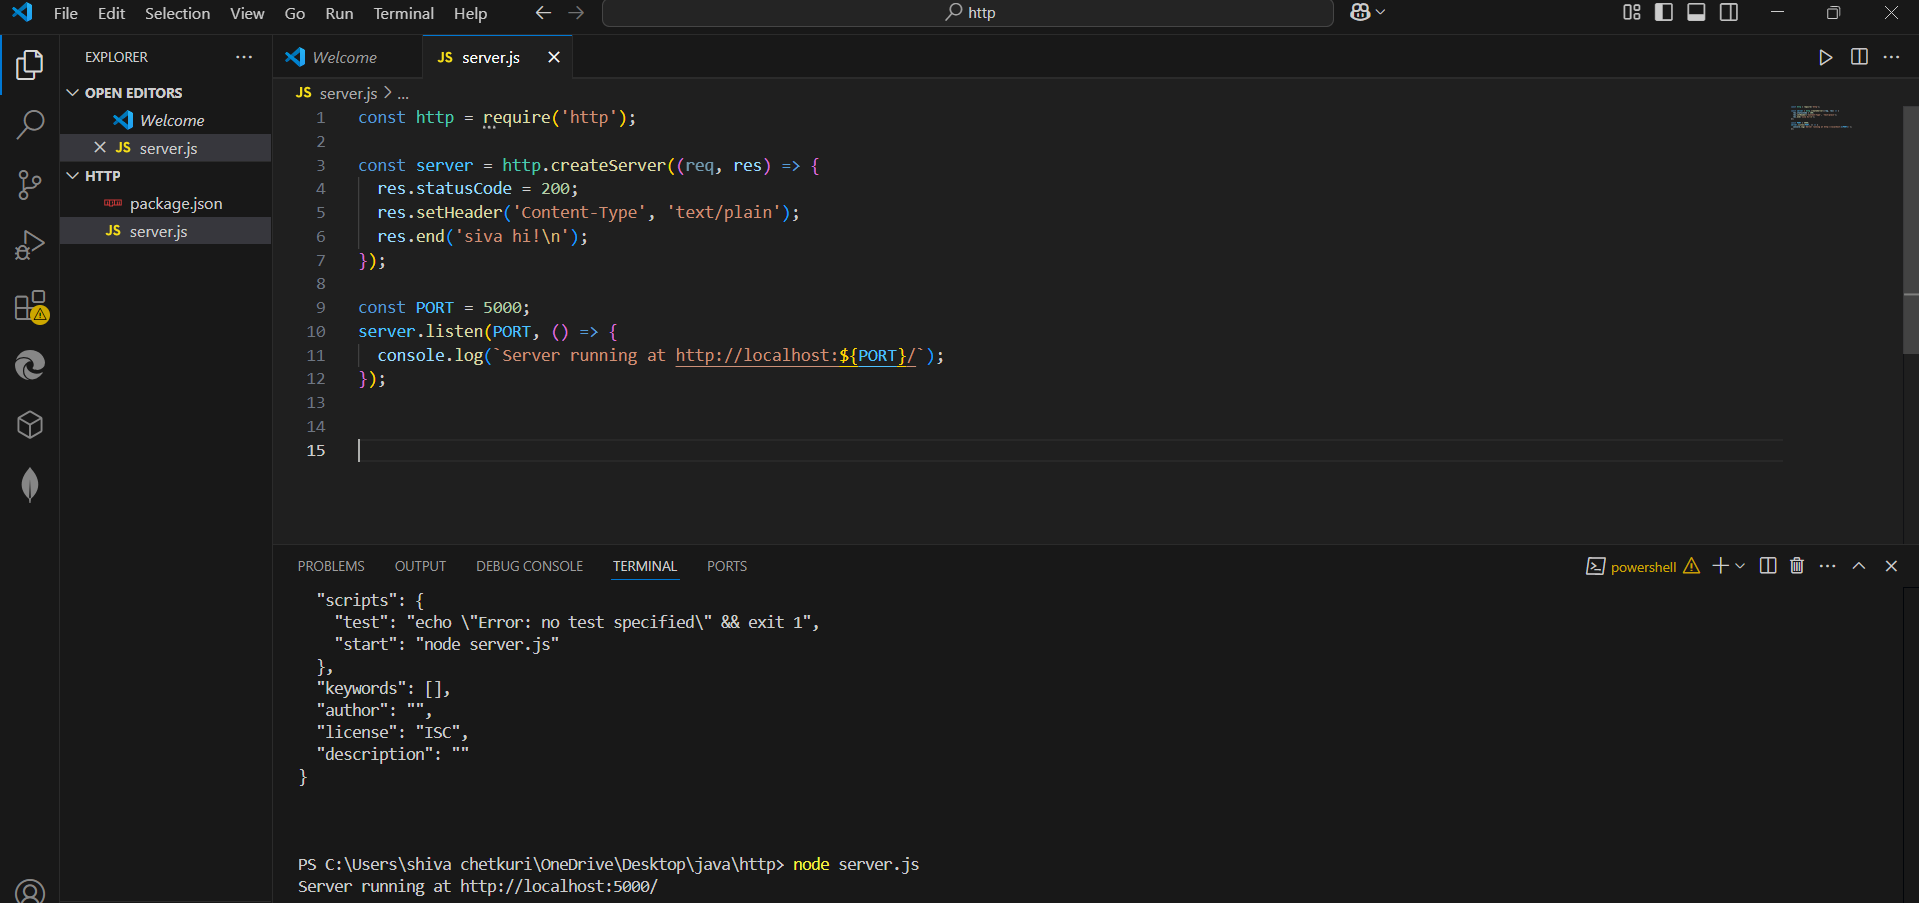 File Edit Selection View Go Run Terminal Help
http
EXPLORER
OPEN EDITORS
Welcome
JS server.js
HTTP
package.json
JS server.js
Welcome
JS server.js
JS server.js > ...
1 const http = require('http');
2
3 const server = http.createServer((req, res) => {
4 res.statusCode = 200;
5 res.setHeader('Content-Type', 'text/plain');
6 res.end('siva hi!\n');
7 });
8
9 const PORT = 5000;
10 server.listen(PORT, () => {
11 console.log(`Server running at http://localhost:${PORT}/`);
12 });
13
14
15
PROBLEMS OUTPUT DEBUG CONSOLE TERMINAL PORTS
powershell
"scripts": {
"test": "echo \"Error: no test specified\" && exit 1",
"start": "node server.js"
},
"keywords": [],
"author": "",
"license": "ISC",
"description": ""
}
PS C:\Users\shiva chetkuri\OneDrive\Desktop\java\http> node server.js
Server running at http://localhost:5000/